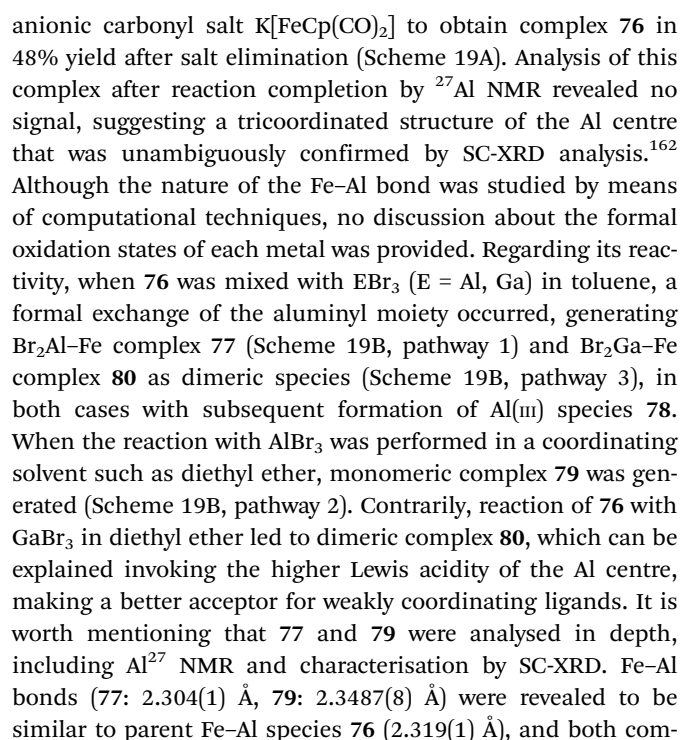 anionic carbonyl salt K[FeCp(CO)₂] to obtain complex 76 in
48% yield after salt elimination (Scheme 19A). Analysis of this
complex after reaction completion by ²⁷Al NMR revealed no
signal, suggesting a tricoordinated structure of the Al centre
that was unambiguously confirmed by SC-XRD analysis.¹⁶²
Although the nature of the Fe–Al bond was studied by means
of computational techniques, no discussion about the formal
oxidation states of each metal was provided. Regarding its reac-
tivity, when 76 was mixed with EBr₃ (E = Al, Ga) in toluene, a
formal exchange of the aluminyl moiety occurred, generating
Br₂Al–Fe complex 77 (Scheme 19B, pathway 1) and Br₂Ga–Fe
complex 80 as dimeric species (Scheme 19B, pathway 3), in
both cases with subsequent formation of Al(III) species 78.
When the reaction with AlBr₃ was performed in a coordinating
solvent such as diethyl ether, monomeric complex 79 was gen-
erated (Scheme 19B, pathway 2). Contrarily, reaction of 76 with
GaBr₃ in diethyl ether led to dimeric complex 80, which can be
explained invoking the higher Lewis acidity of the Al centre,
making a better acceptor for weakly coordinating ligands. It is
worth mentioning that 77 and 79 were analysed in depth,
including Al²⁷ NMR and characterisation by SC-XRD. Fe–Al
bonds (77: 2.304(1) Å, 79: 2.3487(8) Å) were revealed to be
similar to parent Fe–Al species 76 (2.319(1) Å), and both com-